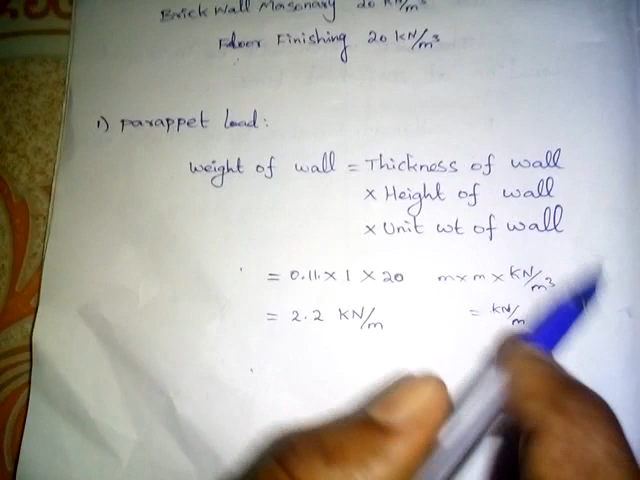 Brick Wall Masonary 20 KN/m³
Floor Finishing 20 KN/m³
1) parappet Load:
Weight of wall = Thickness of wall
x Height of wall
x Unit wt of wall
= 0.11 x 1 x 20 m x m x KN/m³
= 2.2 KN/m = KN/m